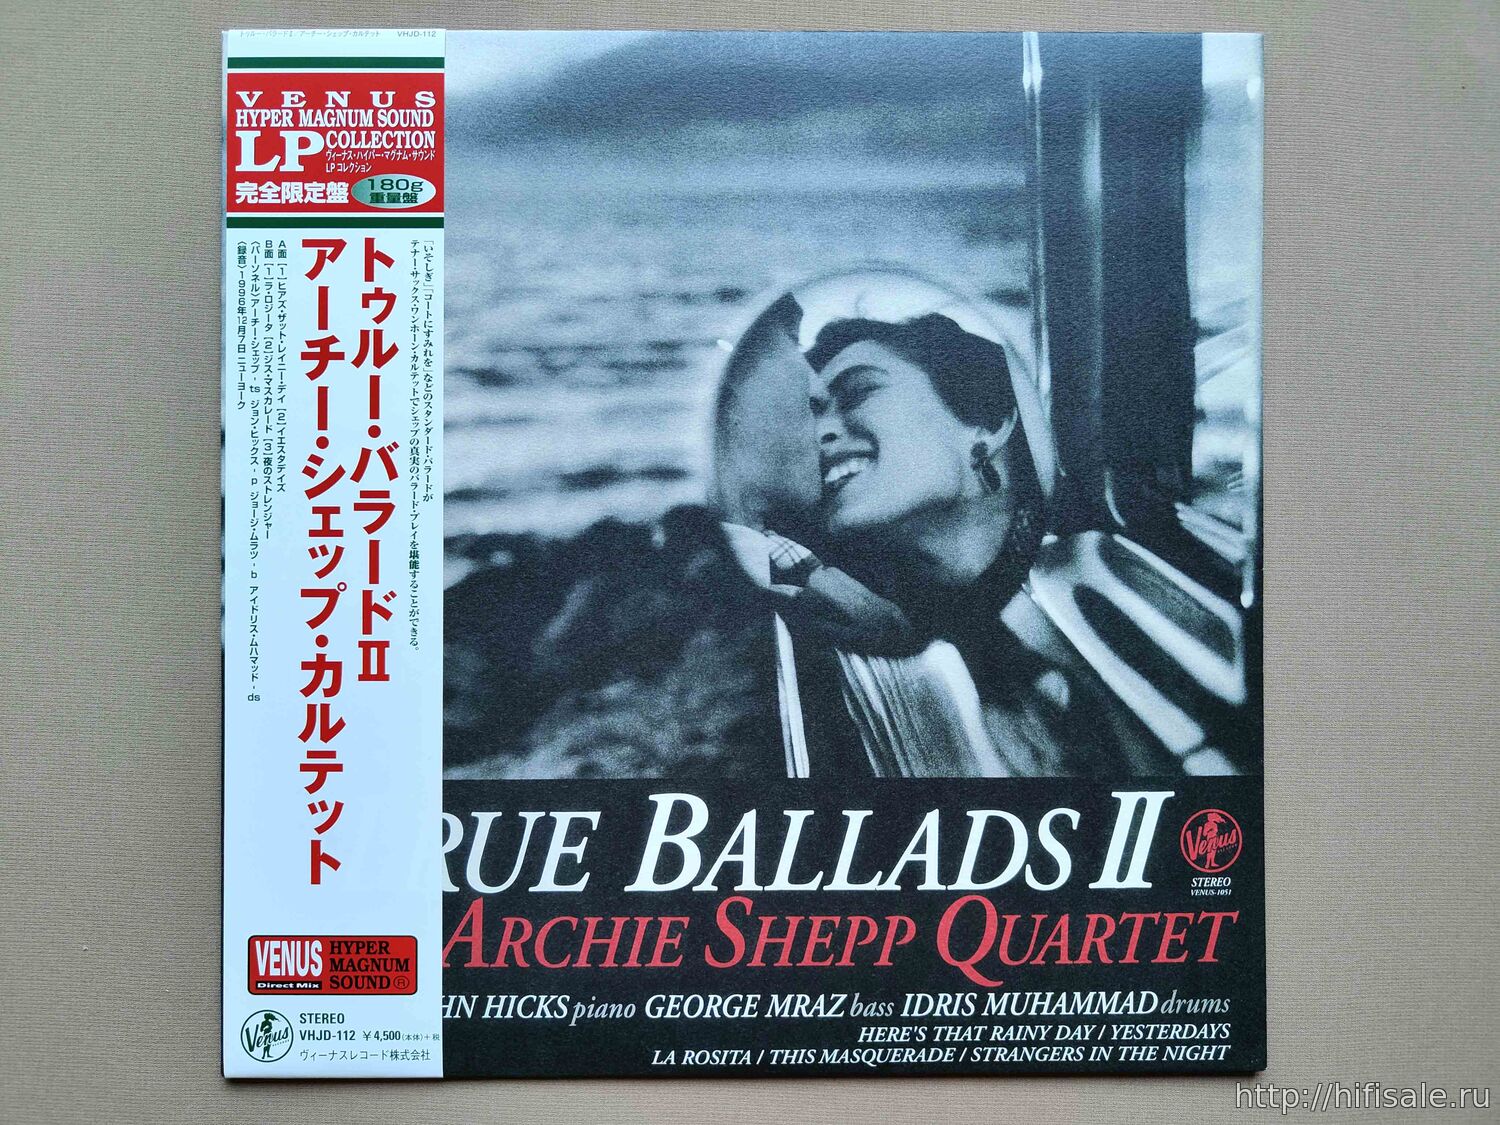 トゥルー・バラードⅡ／アーチー・シェップ・カルテット VHJD-112
VENUS
HYPER MAGNUM SOUND
LP COLLECTION
ヴィーナス・ハイパー・マグナム・サウンド
LPコレクション
完全限定盤 180g
重量盤
「いそしぎ」「コートにすみれを」などのスタンダード・バラードが
テナー・サックス・ワンホーン・カルテットでシェップの真実のバラード・プレイを堪能することができる。
トゥルー・バラードⅡ
アーチー・シェップ・カルテット
A面 [1]ヒアズ・ザット・レイニー・デイ [2]イエスタデイズ
B面 [1]ラ・ロジータ [2]ジス・マスカレード [3]夜のストレンジャー
〈パーソネル〉アーチー・シェップ - ts ジョン・ヒックス - p ジョージ・ムラツ - b アイドリス・ムハマッド - ds
〈録音〉1996年12月7日 ニューヨーク
VENUS
Direct Mix
HYPER
MAGNUM
SOUND®
Venus
STEREO
VHJD-112 ¥4,500(本体)+税
ヴィーナスレコード株式会社
RUE BALLADS II
Venus
STEREO
VENUS-1051
ARCHIE SHEPP QUARTET
HN HICKS piano GEORGE MRAZ bass IDRIS MUHAMMAD drums
HERE'S THAT RAINY DAY / YESTERDAYS
LA ROSITA / THIS MASQUERADE / STRANGERS IN THE NIGHT
http://hifisale.ru